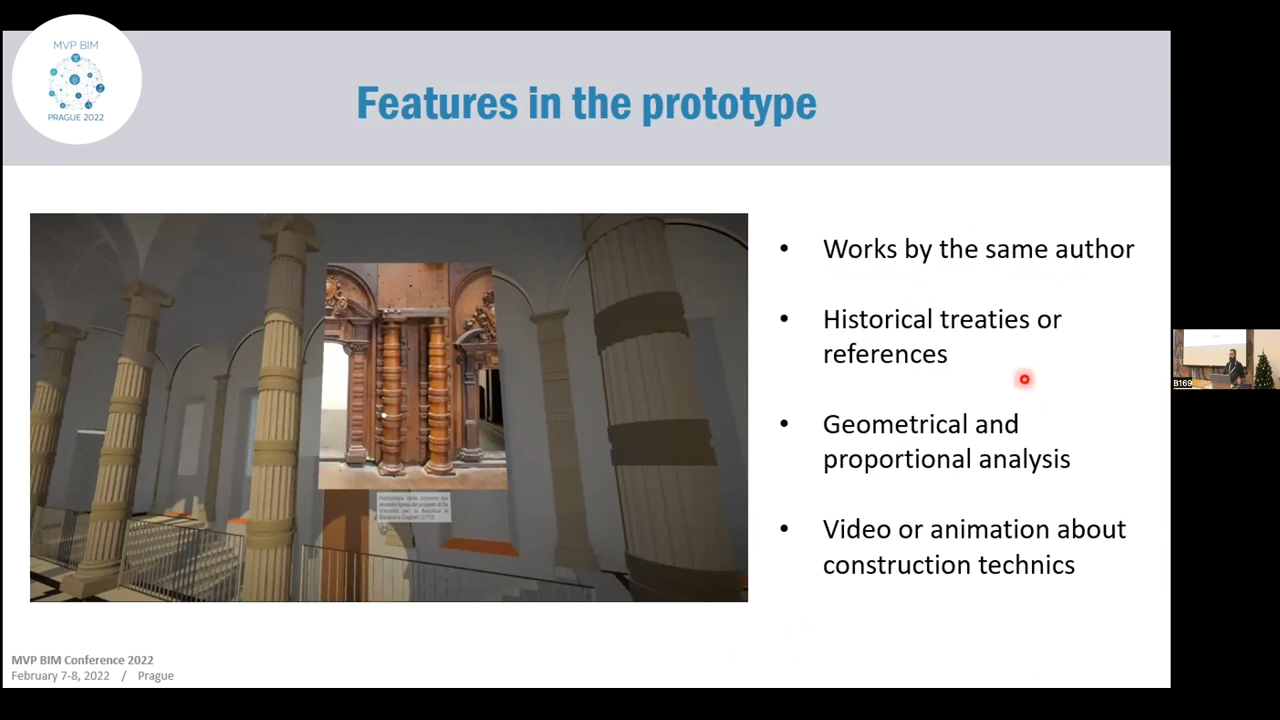 MVP BIM
PRAGUE 2022
Features in the prototype
• Works by the same author
• Historical treaties or
references
• Geometrical and
proportional analysis
• Video or animation about
construction technics
B169
MVP BIM Conference 2022
February 7-8, 2022 / Prague